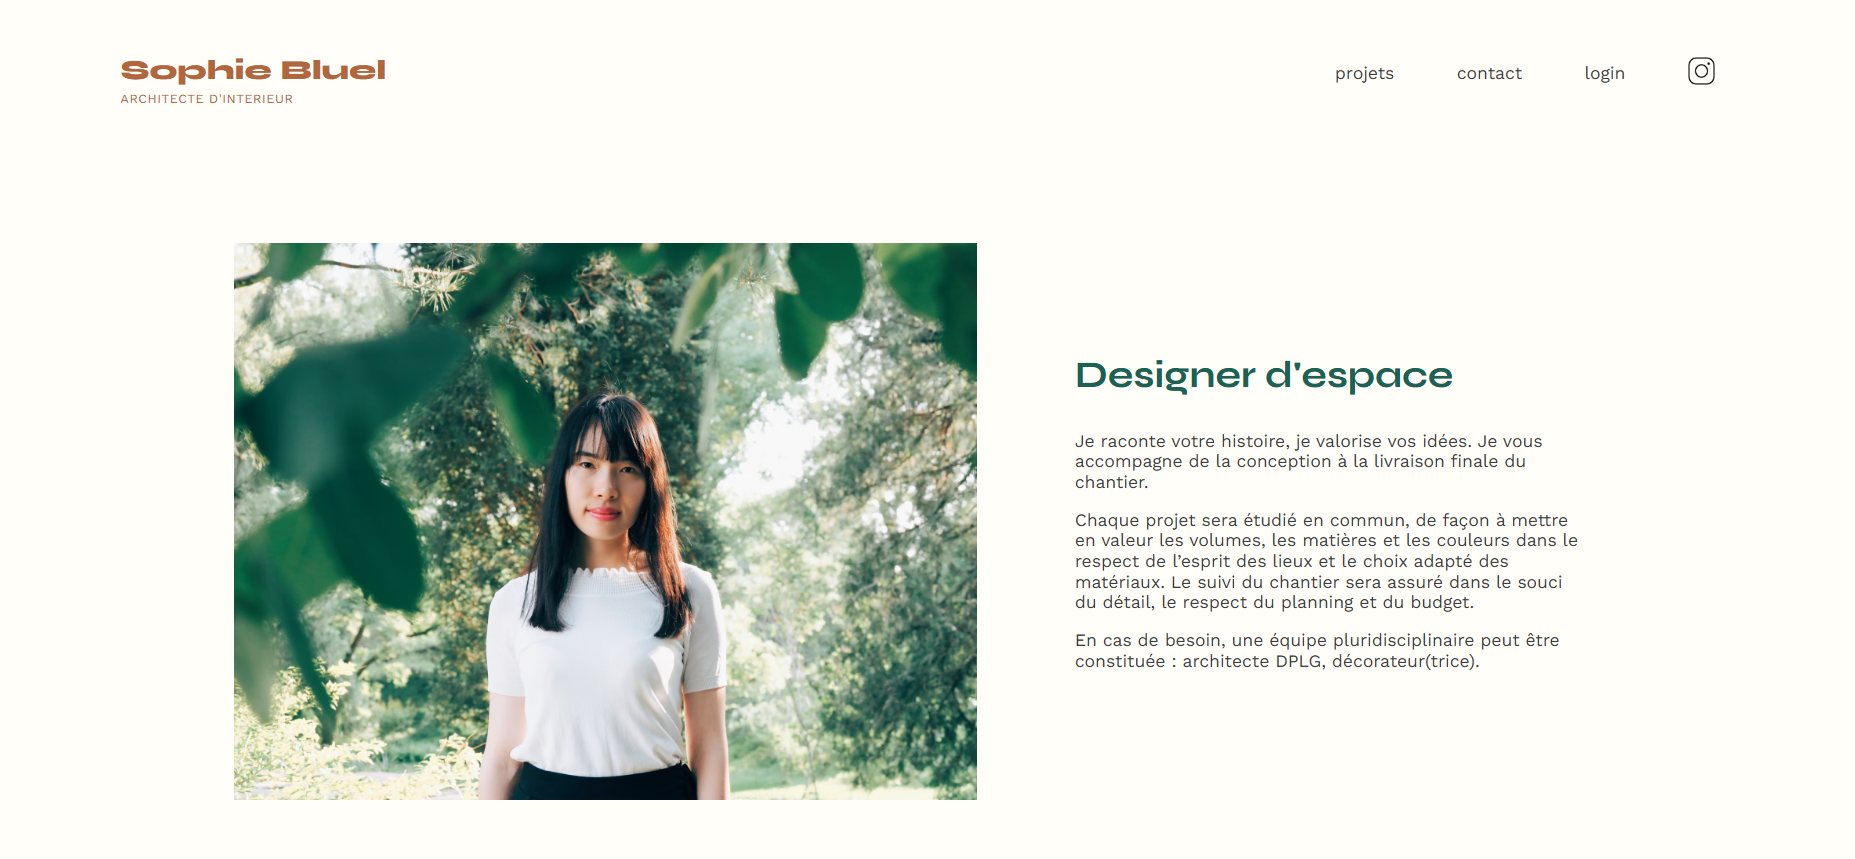 Sophie Bluel
ARCHITECTE D'INTERIEUR
projets
contact
login
Designer d'espace
Je raconte votre histoire, je valorise vos idées. Je vous
accompagne de la conception à la livraison finale du
chantier.
Chaque projet sera étudié en commun, de façon à mettre
en valeur les volumes, les matières et les couleurs dans le
respect de l’esprit des lieux et le choix adapté des
matériaux. Le suivi du chantier sera assuré dans le souci
du détail, le respect du planning et du budget.
En cas de besoin, une équipe pluridisciplinaire peut être
constituée : architecte DPLG, décorateur(trice).